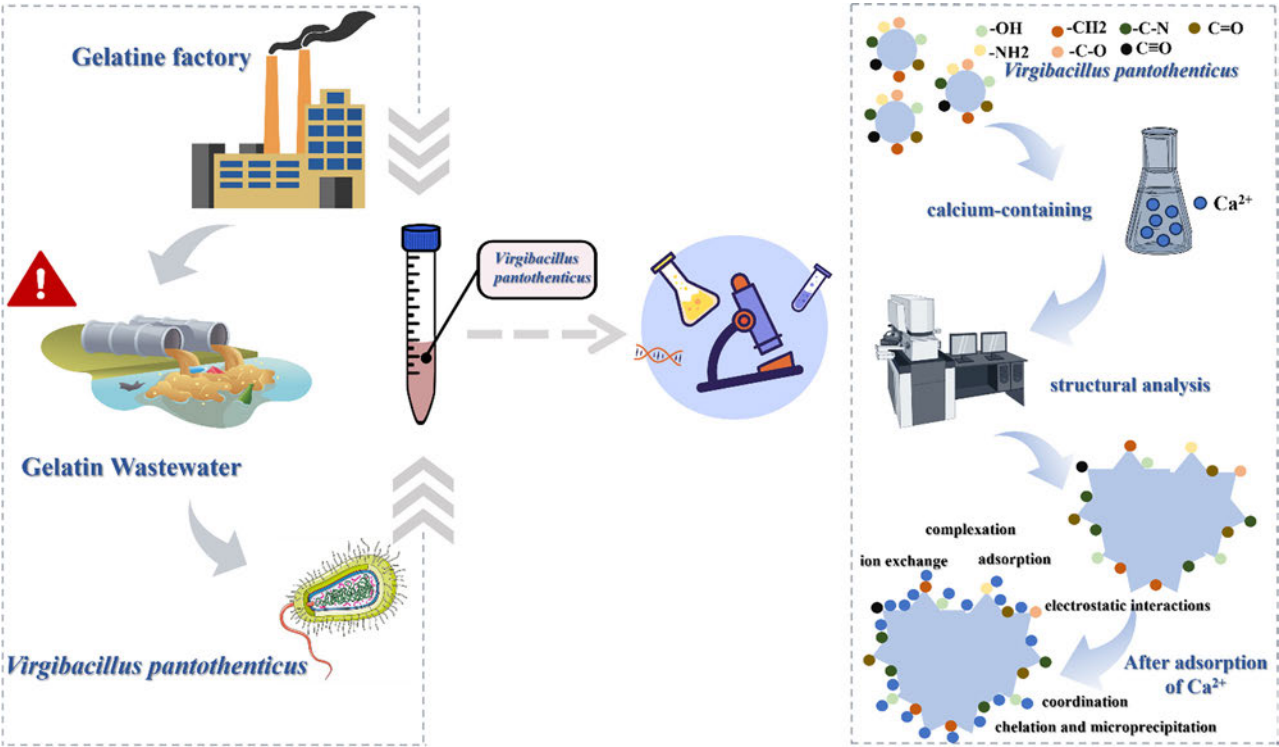 Gelatine factory
Gelatin Wastewater
Virgibacillus pantothenticus
Virgibacillus
pantothenticus
-OH -CH2 -C-N C=O
-NH2 -C-O C≡O
Virgibacillus pantothenticus
calcium-containing
Ca²⁺
structural analysis
complexation
ion exchange adsorption
electrostatic interactions
After adsorption
of Ca²⁺
coordination
chelation and microprecipitation